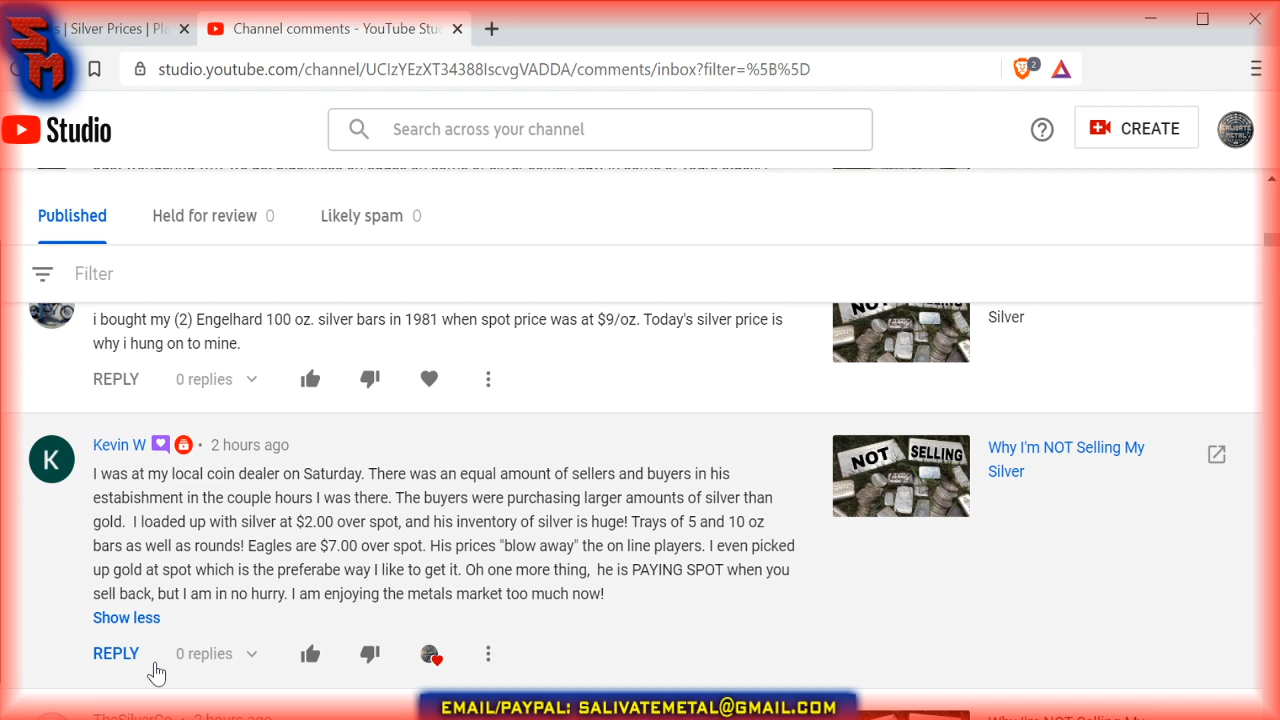 SM
s | Silver Prices | Pla
Channel comments - YouTube Stu
studio.youtube.com/channel/UCIzYEzXT34388IscvgVADDA/comments/inbox?filter=%5B%5D
2
Studio
Search across your channel
CREATE
Published
Held for review 0
Likely spam 0
Filter
i bought my (2) Engelhard 100 oz. silver bars in 1981 when spot price was at $9/oz. Today's silver price is
why i hung on to mine.
Silver
REPLY
0 replies
K
Kevin W • 2 hours ago
I was at my local coin dealer on Saturday. There was an equal amount of sellers and buyers in his
estabishment in the couple hours I was there. The buyers were purchasing larger amounts of silver than
gold. I loaded up with silver at $2.00 over spot, and his inventory of silver is huge! Trays of 5 and 10 oz
bars as well as rounds! Eagles are $7.00 over spot. His prices "blow away" the on line players. I even picked
up gold at spot which is the preferabe way I like to get it. Oh one more thing, he is PAYING SPOT when you
sell back, but I am in no hurry. I am enjoying the metals market too much now!
Show less
NOT SELLING
Why I'm NOT Selling My
Silver
REPLY
0 replies
EMAIL/PAYPAL: SALIVATEMETAL@GMAIL.COM